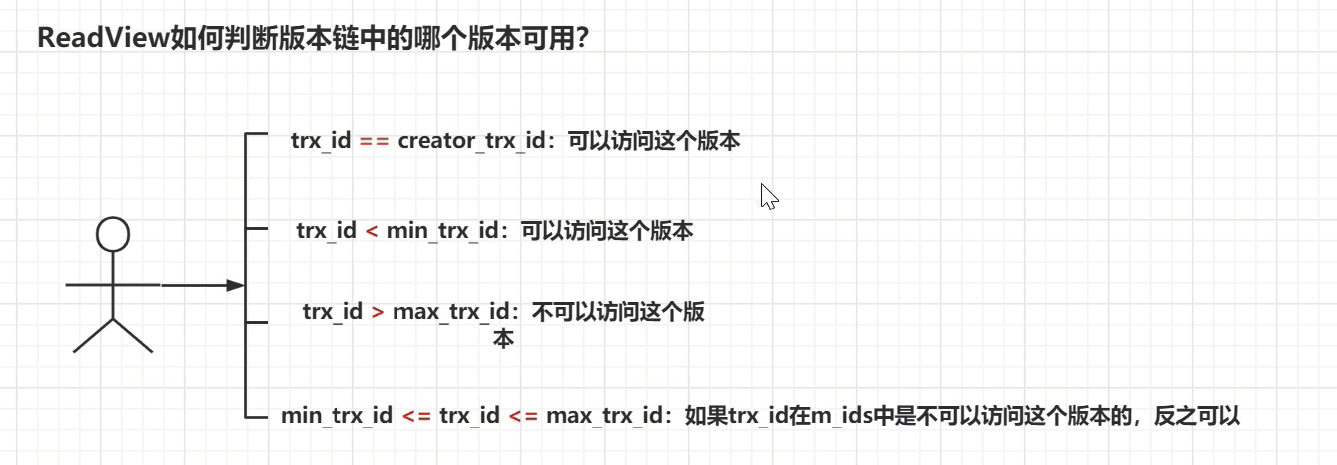 ReadView如何判断版本链中的哪个版本可用？
trx_id == creator_trx_id：可以访问这个版本
trx_id < min_trx_id：可以访问这个版本
trx_id > max_trx_id：不可以访问这个版
本
min_trx_id <= trx_id <= max_trx_id：如果trx_id在m_ids中是不可以访问这个版本的，反之可以